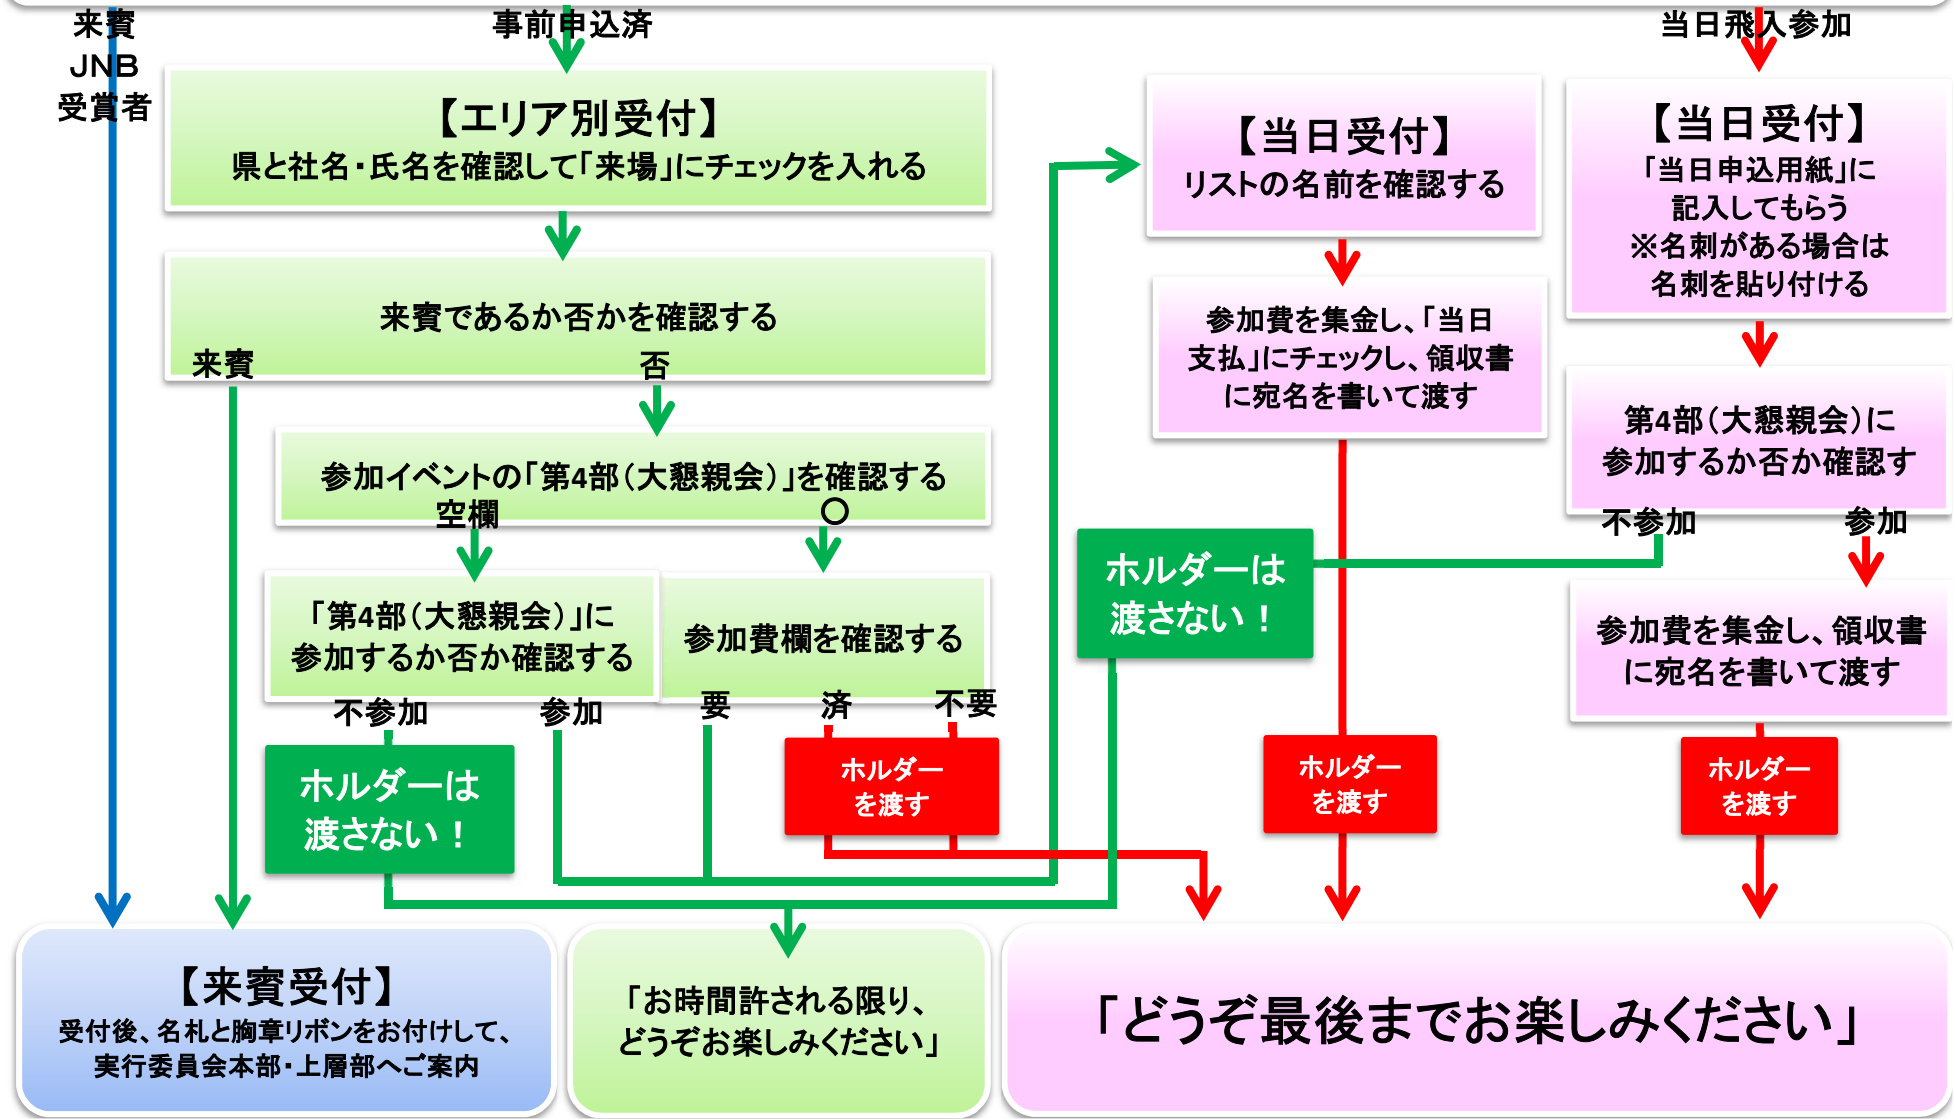 来賓
JNB
受賞者
事前申込済
当日飛入参加
【エリア別受付】
県と社名・氏名を確認して「来場」にチェックを入れる
来賓であるか否かを確認する
来賓
否
参加イベントの「第4部（大懇親会）」を確認する
空欄
○
「第4部（大懇親会）」に
参加するか否か確認する
不参加
参加
参加費欄を確認する
要
済
不要
ホルダーは
渡さない！
ホルダー
を渡す
【当日受付】
リストの名前を確認する
参加費を集金し、「当日
支払」にチェックし、領収書
に宛名を書いて渡す
ホルダーは
渡さない！
ホルダー
を渡す
【当日受付】
「当日申込用紙」に
記入してもらう
※名刺がある場合は
名刺を貼り付ける
第4部（大懇親会）に
参加するか否か確認す
不参加
参加
参加費を集金し、領収書
に宛名を書いて渡す
ホルダー
を渡す
【来賓受付】
受付後、名札と胸章リボンをお付けして、
実行委員会本部・上層部へご案内
「お時間許される限り、
どうぞお楽しみください」
「どうぞ最後までお楽しみください」